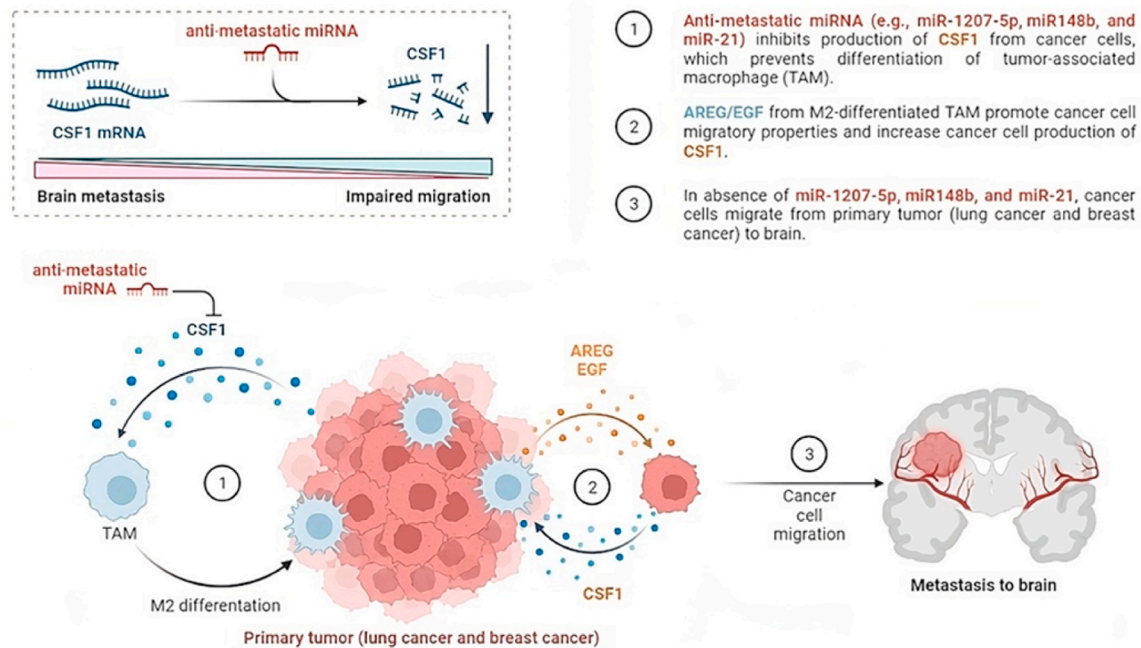 anti-metastatic miRNA
CSF1
CSF1 mRNA
Brain metastasis
Impaired migration
1
Anti-metastatic miRNA (e.g., miR-1207-5p, miR148b, and
miR-21) inhibits production of CSF1 from cancer cells,
which prevents differentiation of tumor-associated
macrophage (TAM).
2
AREG/EGF from M2-differentiated TAM promote cancer cell
migratory properties and increase cancer cell production of
CSF1.
3
In absence of miR-1207-5p, miR148b, and miR-21, cancer
cells migrate from primary tumor (lung cancer and breast
cancer) to brain.
anti-metastatic
miRNA
CSF1
1
TAM
M2 differentation
AREG
EGF
2
CSF1
3
Cancer
cell
migration
Primary tumor (lung cancer and breast cancer)
Metastasis to brain